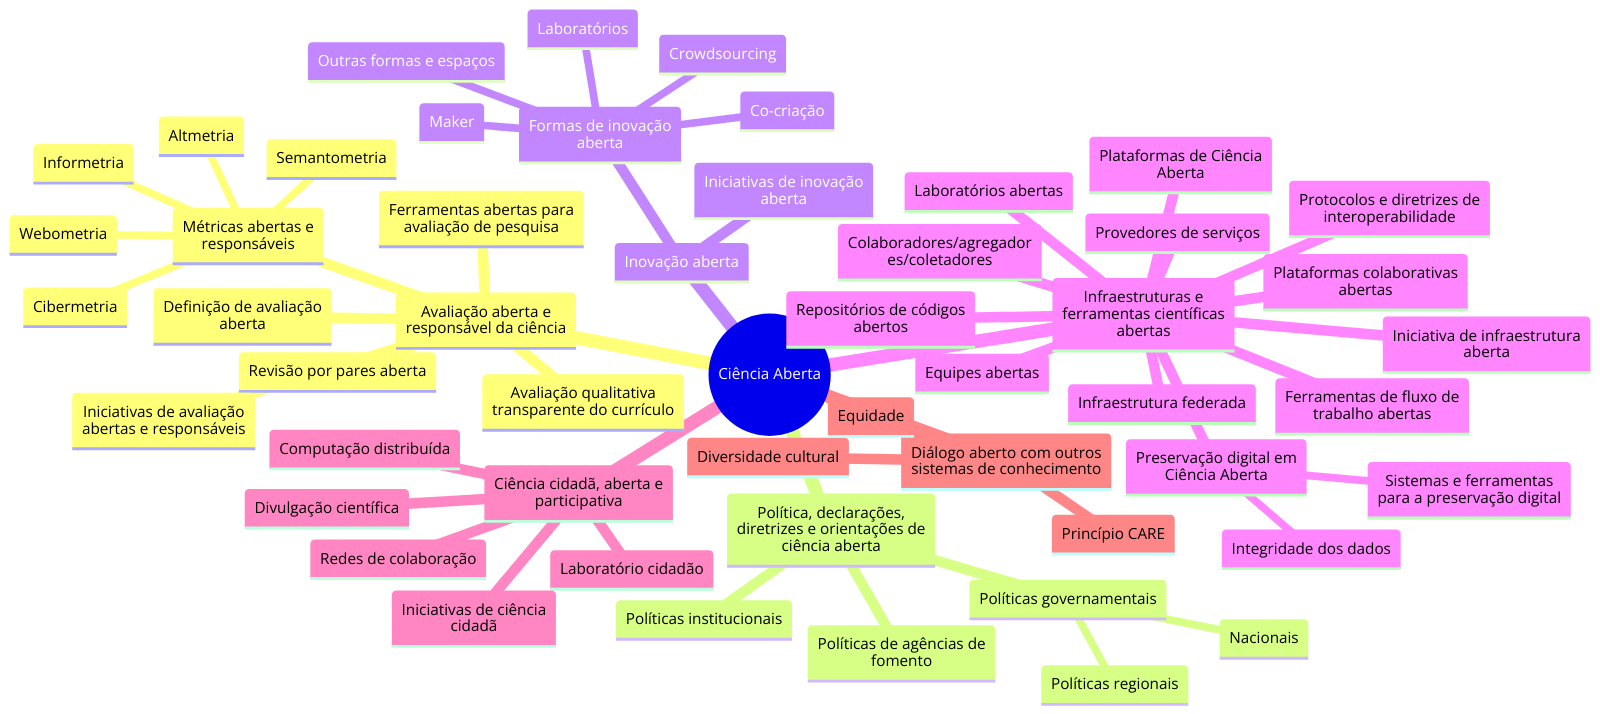 Laboratórios
Outras formas e espaços
Crowdsourcing
Maker
Co-criação
Formas de inovação
aberta
Iniciativas de inovação
aberta
Inovação aberta
Altmetria
Informetria
Semantometria
Webometria
Métricas abertas e
responsáveis
Cibermetria
Ferramentas abertas para
avaliação de pesquisa
Definição de avaliação
aberta
Avaliação aberta e
responsável da ciência
Revisão por pares aberta
Iniciativas de avaliação
abertas e responsáveis
Avaliação qualitativa
transparente do currículo
Ciência Aberta
Plataformas de Ciência
Aberta
Laboratórios abertas
Protocolos e diretrizes de
interoperabilidade
Provedores de serviços
Colaboradores/agregador
es/coletadores
Plataformas colaborativas
abertas
Repositórios de códigos
abertos
Infraestruturas e
ferramentas científicas
abertas
Iniciativa de infraestrutura
aberta
Equipes abertas
Infraestrutura federada
Ferramentas de fluxo de
trabalho abertas
Preservação digital em
Ciência Aberta
Sistemas e ferramentas
para a preservação digital
Integridade dos dados
Equidade
Diversidade cultural
Diálogo aberto com outros
sistemas de conhecimento
Princípio CARE
Computação distribuída
Ciência cidadã, aberta e
participativa
Divulgação científica
Redes de colaboração
Laboratório cidadão
Iniciativas de ciência
cidadã
Política, declarações,
diretrizes e orientações de
ciência aberta
Políticas institucionais
Políticas de agências de
fomento
Políticas governamentais
Nacionais
Políticas regionais